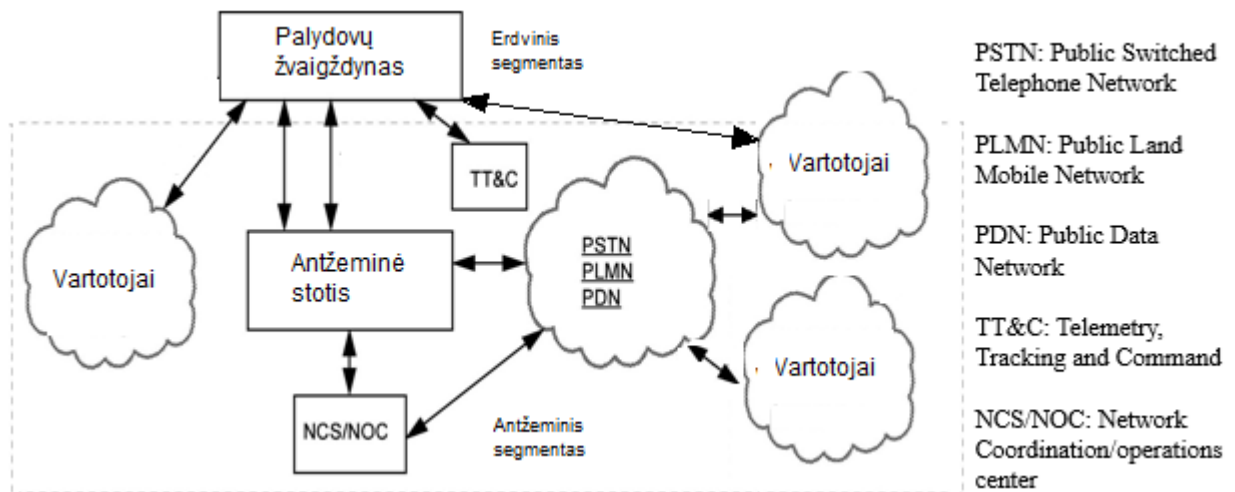 Palydovų
žvaigždynas
Erdvinis
segmentas
TT&C
Vartotojai
Vartotojai
Antžeminė
stotis
PSTN
PLMN
PDN
Vartotojai
NCS/NOC
Antžeminis
segmentas
PSTN: Public Switched
Telephone Network
PLMN: Public Land
Mobile Network
PDN: Public Data
Network
TT&C: Telemetry,
Tracking and Command
NCS/NOC: Network
Coordination/operations
center